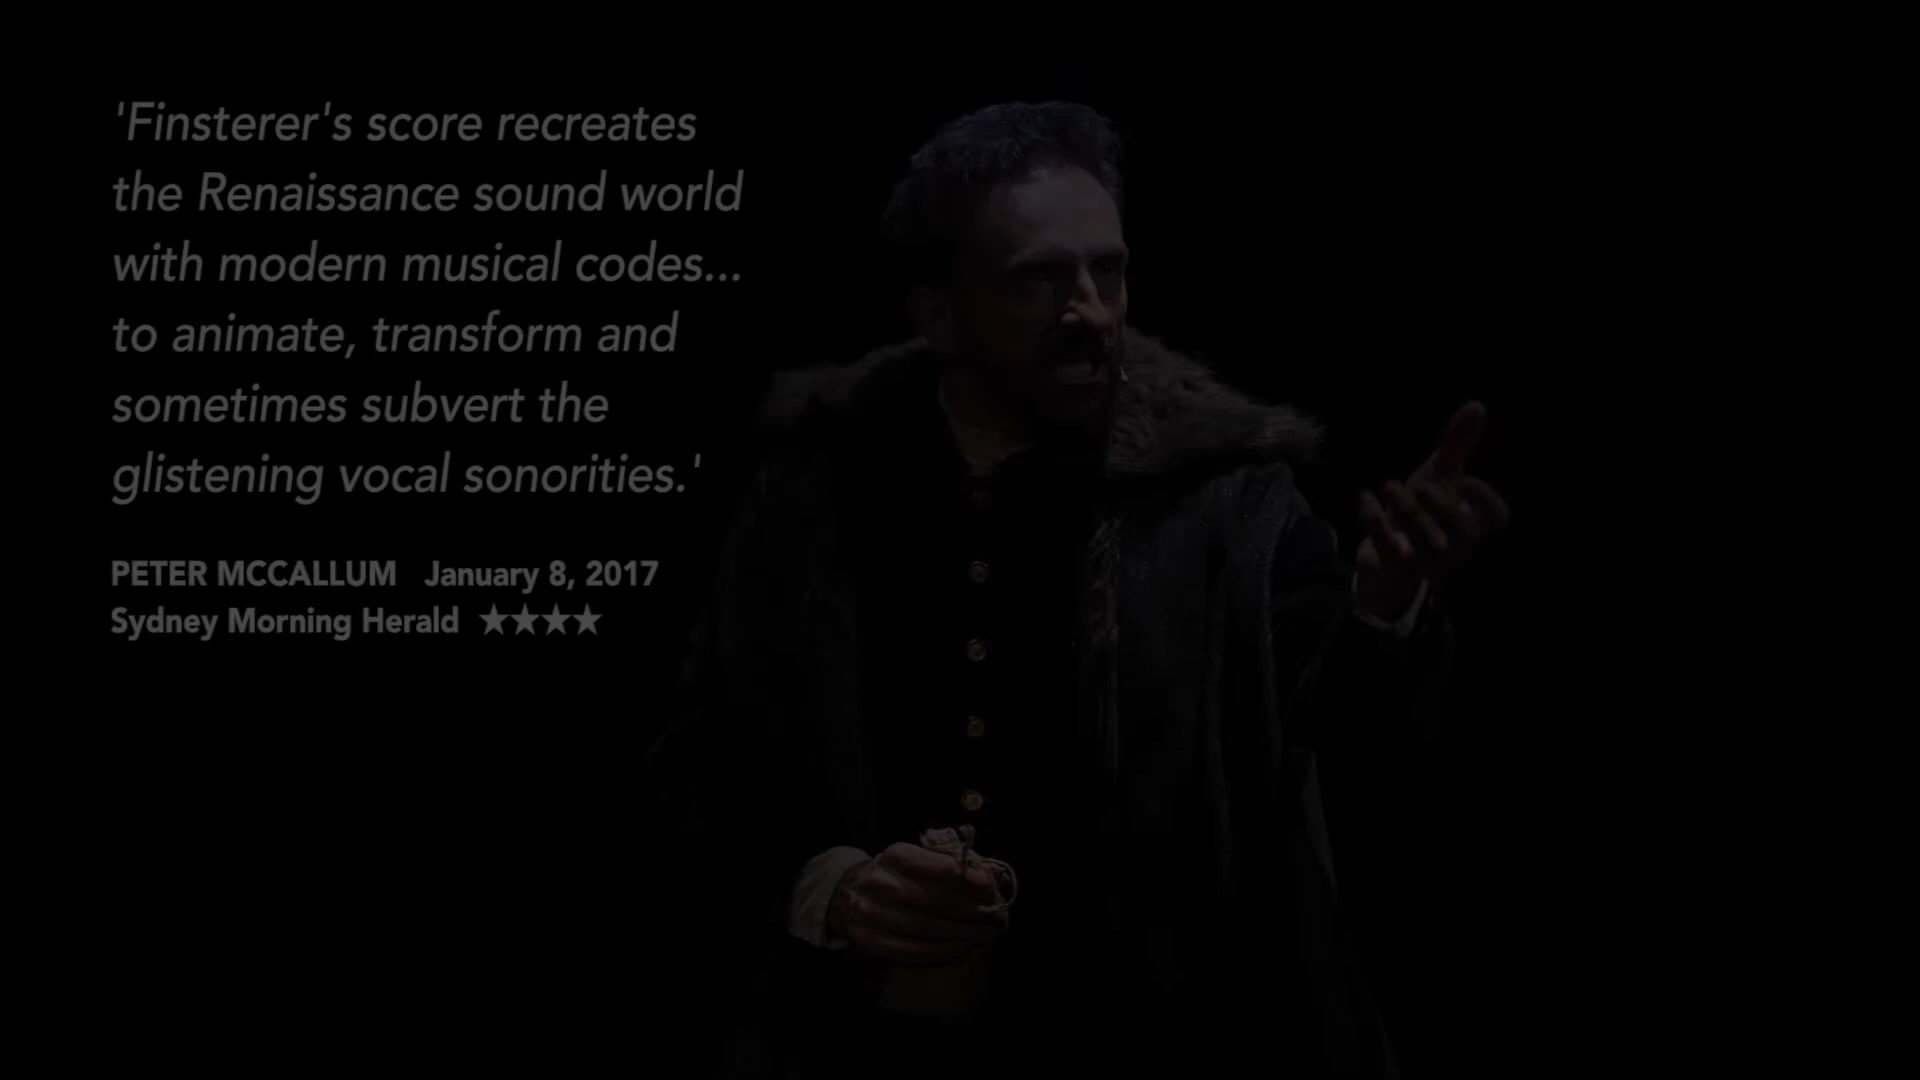 'Finsterer's score recreates
the Renaissance sound world
with modern musical codes...
to animate, transform and
sometimes subvert the
glistening vocal sonorities.'
PETER MCCALLUM January 8, 2017
Sydney Morning Herald ★★★★